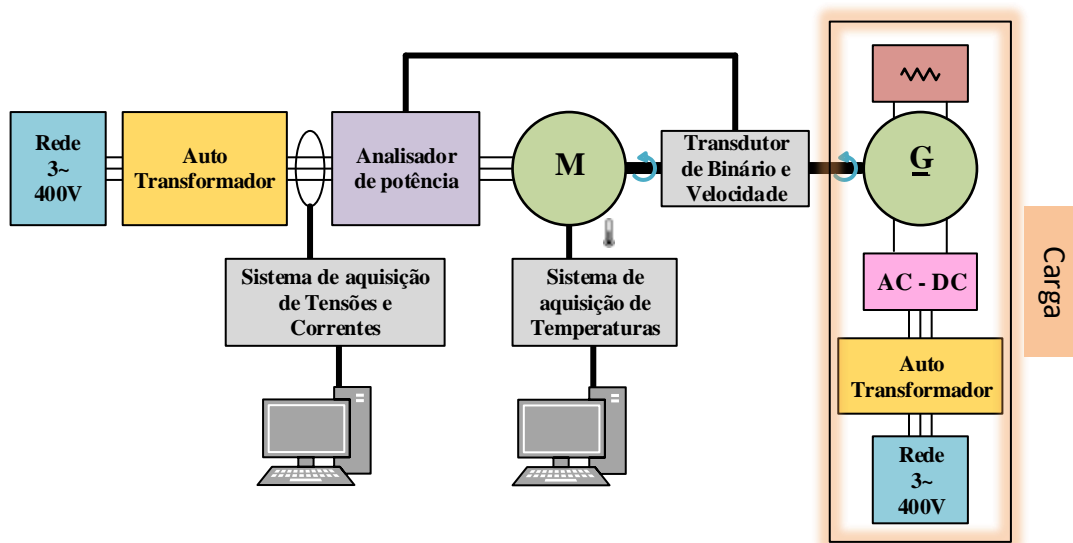 Rede
3~
400V
Auto
Transformador
Analisador
de potência
M
Transdutor
de Binário e
Velocidade
G
Sistema de aquisição
de Tensões e
Correntes
Sistema de
aquisição de
Temperaturas
AC - DC
Auto
Transformador
Rede
3~
400V
Carga